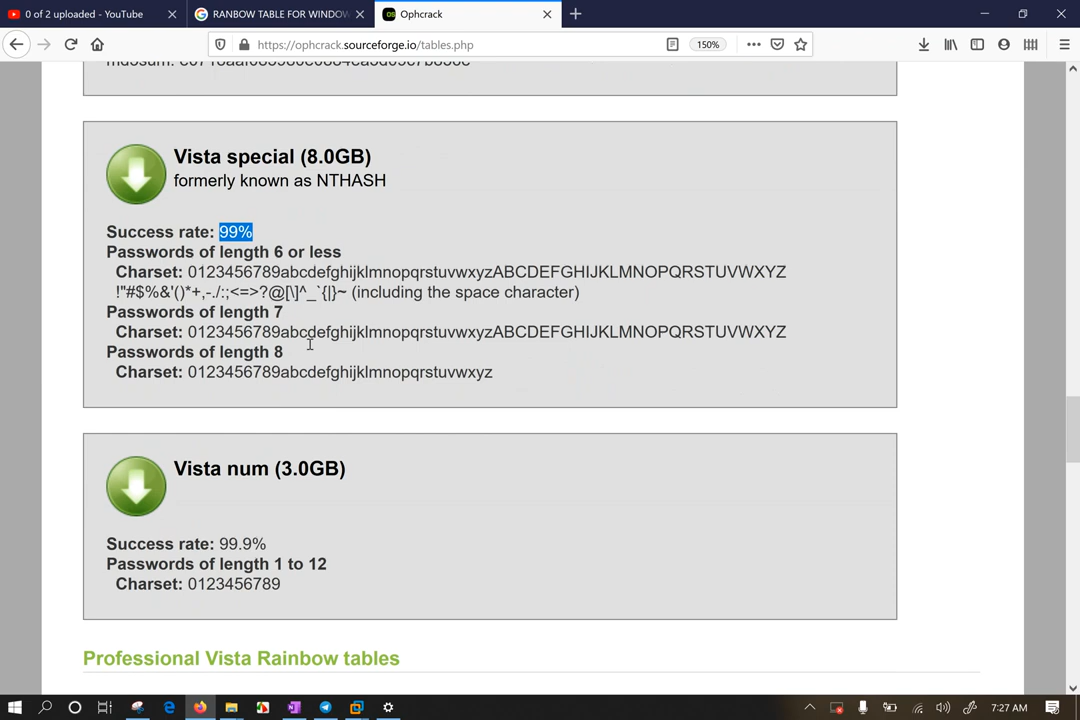 0 of 2 uploaded - YouTube
RANBOW TABLE FOR WINDOW
Ophcrack
https://ophcrack.sourceforge.io/tables.php
150%
Vista special (8.0GB)
formerly known as NTHASH
Success rate: 99%
Passwords of length 6 or less
Charset: 0123456789abcdefghijklmnopqrstuvwxyzABCDEFGHIJKLMNOPQRSTUVWXYZ
!"#$%&'()*+,-./:;<=>?@[\]^_`{|}~ (including the space character)
Passwords of length 7
Charset: 0123456789abcdefghijklmnopqrstuvwxyzABCDEFGHIJKLMNOPQRSTUVWXYZ
Passwords of length 8
Charset: 0123456789abcdefghijklmnopqrstuvwxyz
Vista num (3.0GB)
Success rate: 99.9%
Passwords of length 1 to 12
Charset: 0123456789
Professional Vista Rainbow tables
7:27 AM